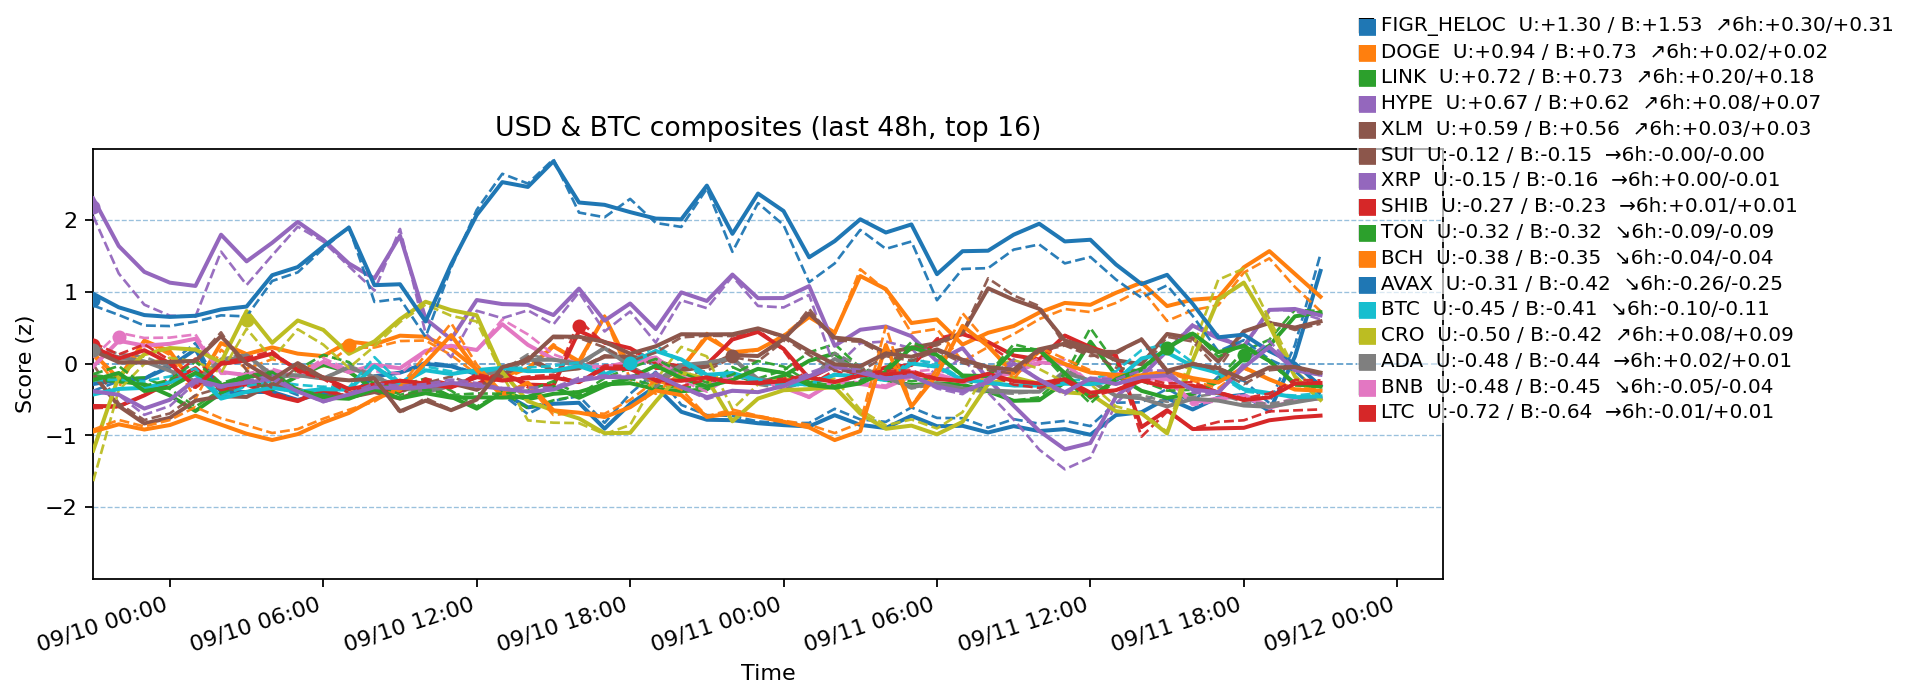 FIGR_HELOC  U:+1.30 / B:+1.53  ↗6h:+0.30/+0.31
DOGE  U:+0.94 / B:+0.73  ↗6h:+0.02/+0.02
LINK  U:+0.72 / B:+0.73  ↗6h:+0.20/+0.18
HYPE  U:+0.67 / B:+0.62  ↗6h:+0.08/+0.07
XLM  U:+0.59 / B:+0.56  ↗6h:+0.03/+0.03
SUI  U:-0.12 / B:-0.15  →6h:-0.00/-0.00
XRP  U:-0.15 / B:-0.16  →6h:+0.00/-0.01
SHIB  U:-0.27 / B:-0.23  →6h:+0.01/+0.01
TON  U:-0.32 / B:-0.32  ↘6h:-0.09/-0.09
BCH  U:-0.38 / B:-0.35  ↘6h:-0.04/-0.04
AVAX  U:-0.31 / B:-0.42  ↘6h:-0.26/-0.25
BTC  U:-0.45 / B:-0.41  ↘6h:-0.10/-0.11
CRO  U:-0.50 / B:-0.42  ↗6h:+0.08/+0.09
ADA  U:-0.48 / B:-0.44  →6h:+0.02/+0.01
BNB  U:-0.48 / B:-0.45  ↘6h:-0.05/-0.04
LTC  U:-0.72 / B:-0.64  →6h:-0.01/+0.01
USD & BTC composites (last 48h, top 16)
Score (z)
2
1
0
−1
−2
09/10 00:00
09/10 06:00
09/10 12:00
09/10 18:00
09/11 00:00
09/11 06:00
09/11 12:00
09/11 18:00
09/12 00:00
Time